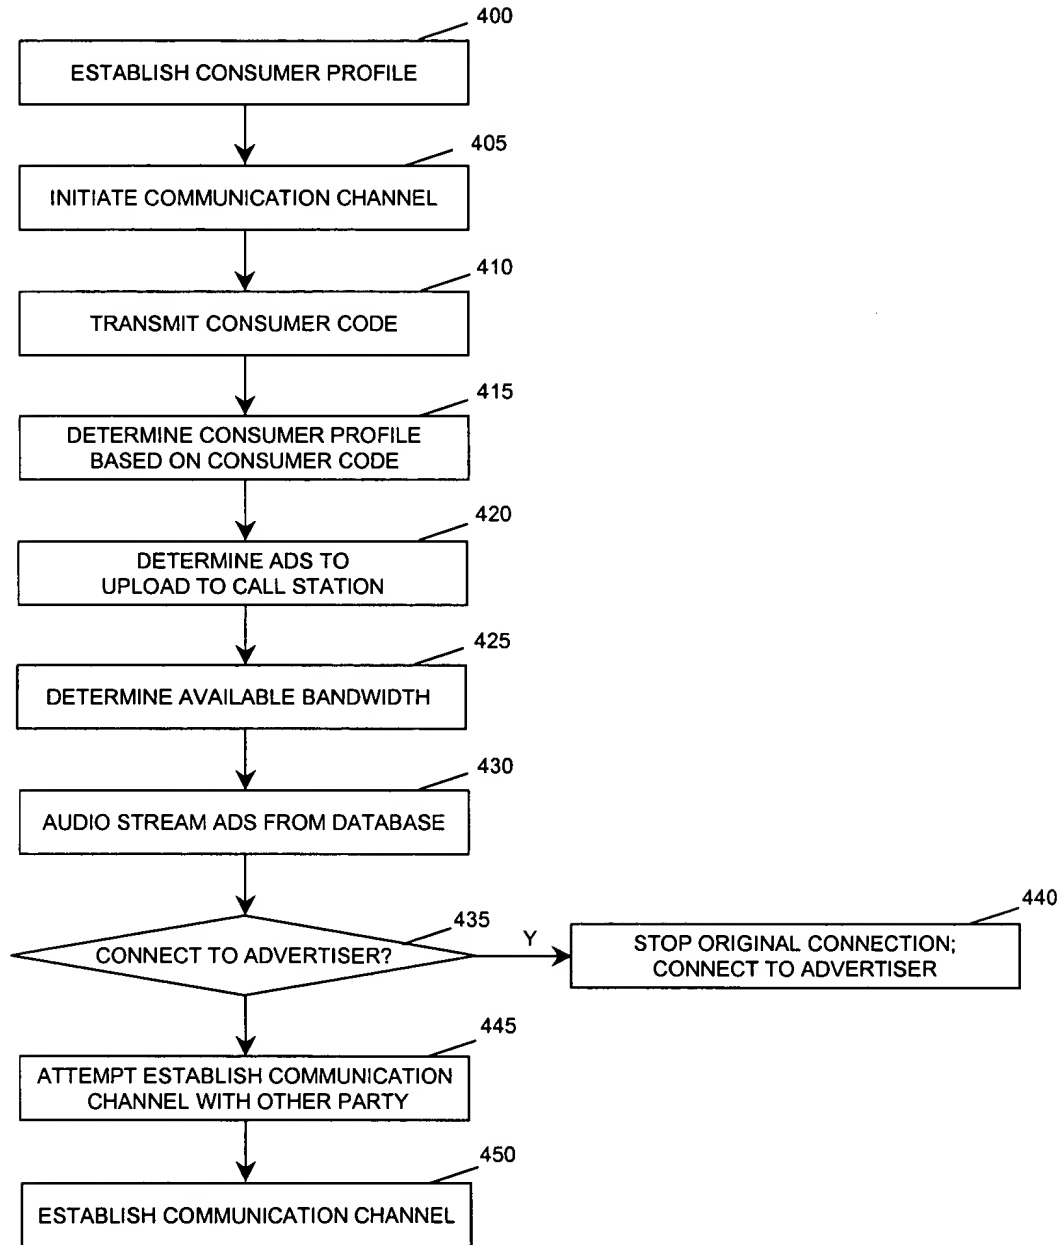 400
ESTABLISH CONSUMER PROFILE
405
INITIATE COMMUNICATION CHANNEL
410
TRANSMIT CONSUMER CODE
415
DETERMINE CONSUMER PROFILE
BASED ON CONSUMER CODE
420
DETERMINE ADS TO
UPLOAD TO CALL STATION
425
DETERMINE AVAILABLE BANDWIDTH
430
AUDIO STREAM ADS FROM DATABASE
435
CONNECT TO ADVERTISER?
Y
440
STOP ORIGINAL CONNECTION;
CONNECT TO ADVERTISER
445
ATTEMPT ESTABLISH COMMUNICATION
CHANNEL WITH OTHER PARTY
450
ESTABLISH COMMUNICATION CHANNEL